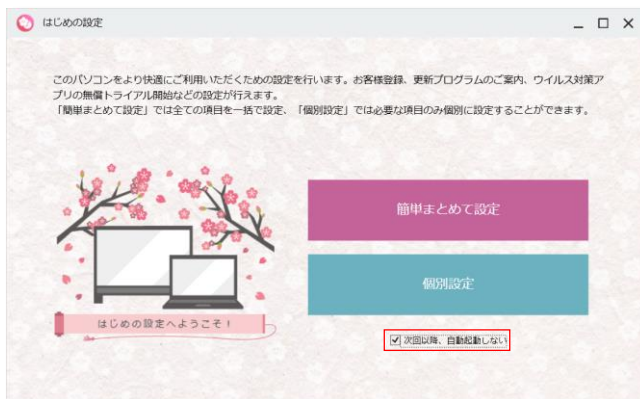 はじめの設定
このパソコンをより快適にご利用いただくための設定を行います。お客様登録、更新プログラムのご案内、ウイルス対策ア
プリの無償トライアル開始などの設定が行えます。
「簡単まとめて設定」では全ての項目を一括で設定、「個別設定」では必要な項目のみ個別に設定することができます。
簡単まとめて設定
個別設定
はじめの設定へようこそ！
次回以降、自動起動しない